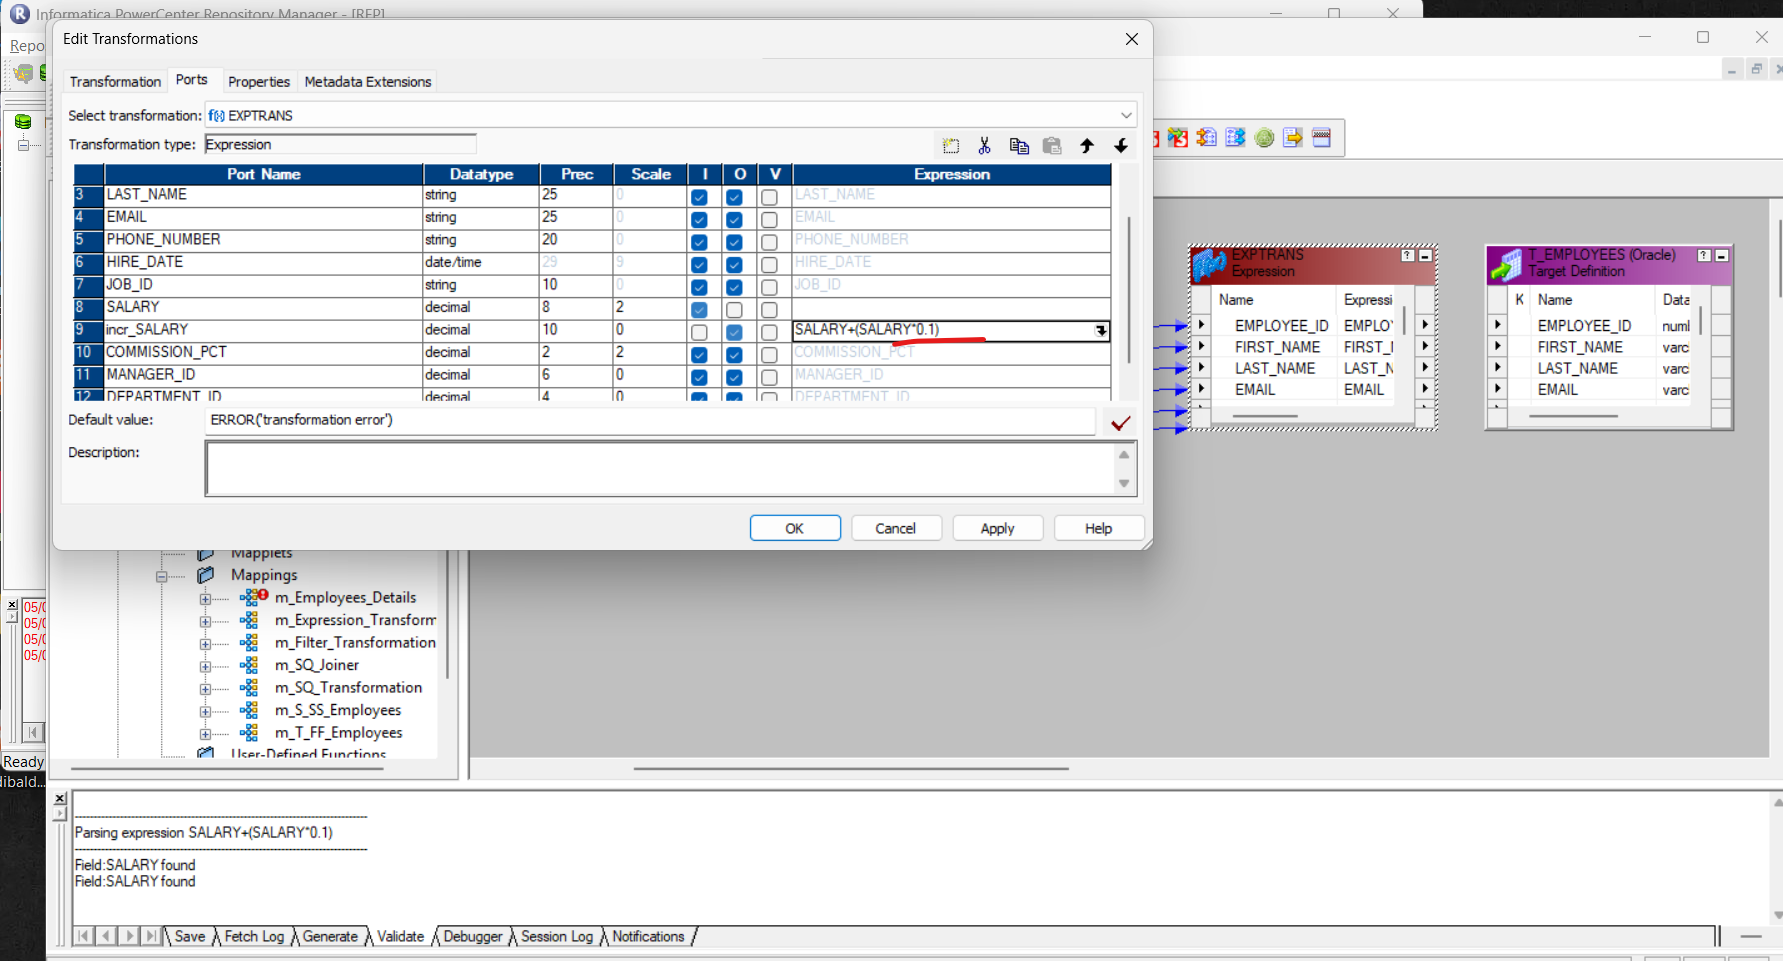 Informatica PowerCenter Repository Manager - [REP]
Repo
Edit Transformations
Transformation
Ports
Properties
Metadata Extensions
Select transformation:
f(x) EXPTRANS
Transformation type:
Expression
Port Name Datatype Prec Scale I O V Expression
3 LAST_NAME string 25 0 LAST_NAME
4 EMAIL string 25 0 EMAIL
5 PHONE_NUMBER string 20 0 PHONE_NUMBER
6 HIRE_DATE date/time 29 9 HIRE_DATE
7 JOB_ID string 10 0 JOB_ID
8 SALARY decimal 8 2
9 incr_SALARY decimal 10 0 SALARY+(SALARY*0.1)
10 COMMISSION_PCT decimal 2 2 COMMISSION_PCT
11 MANAGER_ID decimal 6 0 MANAGER_ID
12 DEPARTMENT_ID decimal 4 0 DEPARTMENT_ID
Default value:
ERROR('transformation error')
Description:
OK
Cancel
Apply
Help
EXPTRANS
Expression
Name Expressi
EMPLOYEE_ID EMPLO
FIRST_NAME FIRST_N
LAST_NAME LAST_N
EMAIL EMAIL
T_EMPLOYEES (Oracle)
Target Definition
K Name Data
EMPLOYEE_ID numl
FIRST_NAME varc
LAST_NAME varc
EMAIL varc
Mapplets
Mappings
m_Employees_Details
m_Expression_Transform
m_Filter_Transformation
m_SQ_Joiner
m_SQ_Transformation
m_S_SS_Employees
m_T_FF_Employees
User-Defined Functions
05/0
05/0
05/0
05/0
Ready
dibald...
Parsing expression SALARY+(SALARY*0.1)
Field:SALARY found
Field:SALARY found
Save
Fetch Log
Generate
Validate
Debugger
Session Log
Notifications